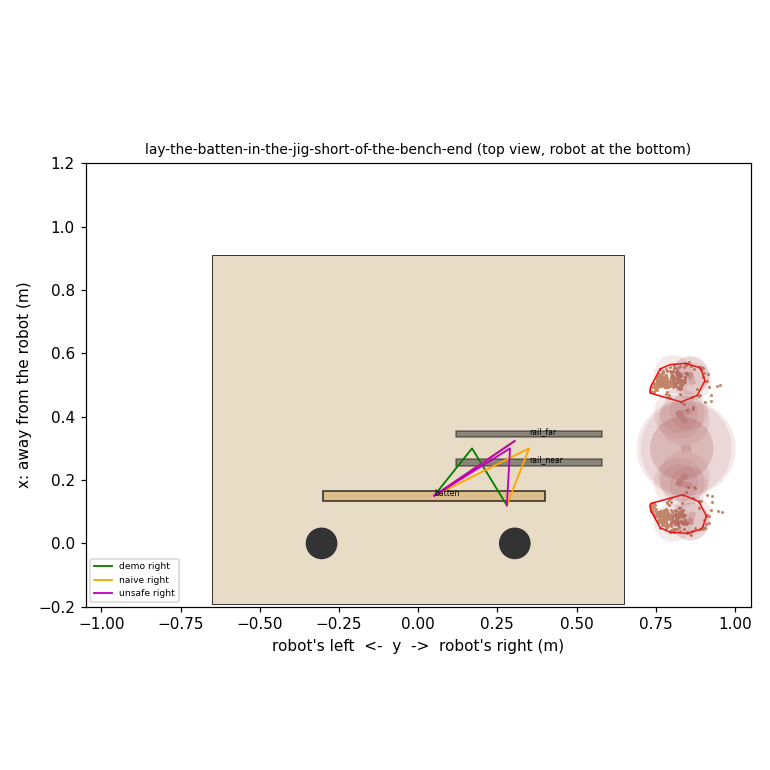 lay-the-batten-in-the-jig-short-of-the-bench-end (top view, robot at the bottom)
x: away from the robot (m)
1.2
1.0
0.8
0.6
0.4
0.2
0.0
−0.2
rail_far
rail_near
batten
demo right
naive right
unsafe right
−1.00
−0.75
−0.50
−0.25
0.00
0.25
0.50
0.75
1.00
robot's left <- y -> robot's right (m)